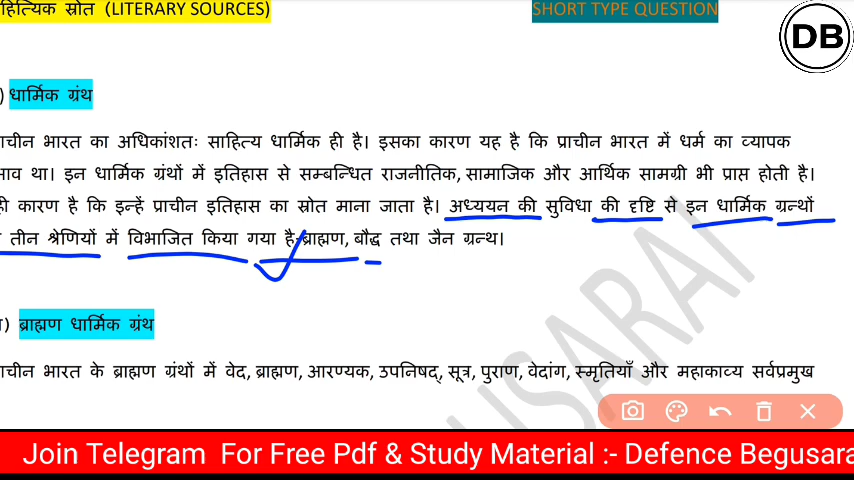 हित्यिक स्रोत (LITERARY SOURCES) SHORT TYPE QUESTION
DB
) धार्मिक ग्रंथ
ाचीन भारत का अधिकांशतः साहित्य धार्मिक ही है। इसका कारण यह है कि प्राचीन भारत में धर्म का व्यापक
भाव था। इन धार्मिक ग्रंथों में इतिहास से सम्बन्धित राजनीतिक, सामाजिक और आर्थिक सामग्री भी प्राप्त होती है।
ही कारण है कि इन्हें प्राचीन इतिहास का स्रोत माना जाता है। अध्ययन की सुविधा की दृष्टि से इन धार्मिक ग्रन्थों
तीन श्रेणियों में विभाजित किया गया है-ब्राह्मण, बौद्ध तथा जैन ग्रन्थ।
) ब्राह्मण धार्मिक ग्रंथ
ाचीन भारत के ब्राह्मण ग्रंथों में वेद, ब्राह्मण, आरण्यक, उपनिषद्, सूत्र, पुराण, वेदांग, स्मृतियाँ और महाकाव्य सर्वप्रमुख
USARAI
Join Telegram For Free Pdf & Study Material :- Defence Begusara